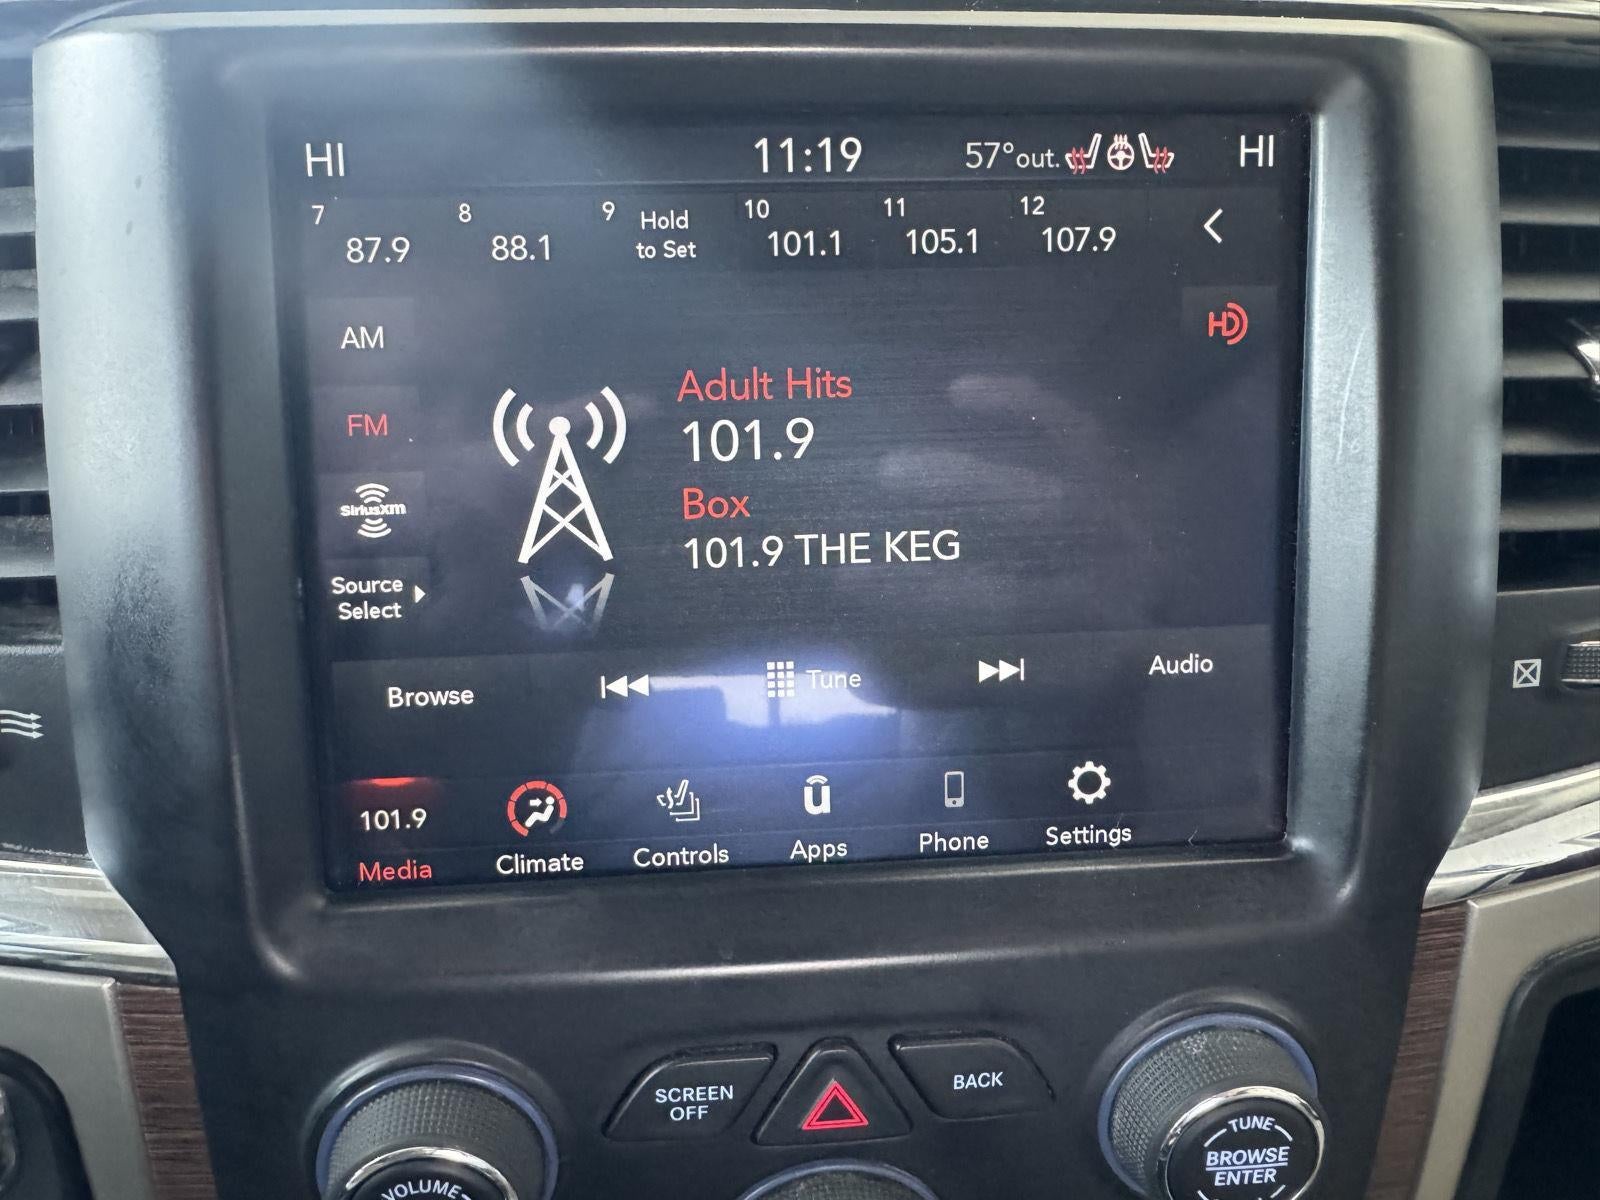 HI 11:19 57°out. HI
7 87.9 8 88.1 9 Hold to Set 10 101.1 11 105.1 12 107.9
AM
HD
FM
SiriusXM
Source
Select
Adult Hits
101.9
Box
101.9 THE KEG
Browse Tune Audio
101.9
Media Climate Controls Apps Phone Settings
SCREEN
OFF
BACK
VOLUME
TUNE
BROWSE
ENTER